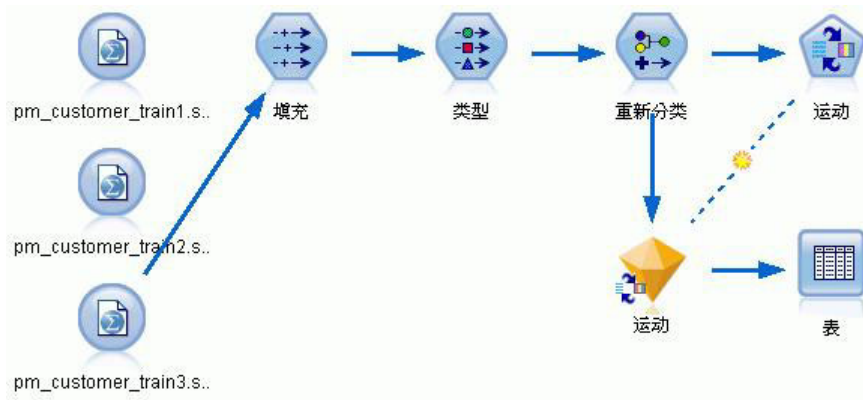 pm_customer_train1.s..
填充
类型
重新分类
运动
pm_customer_train2.s..
运动
表
pm_customer_train3.s..